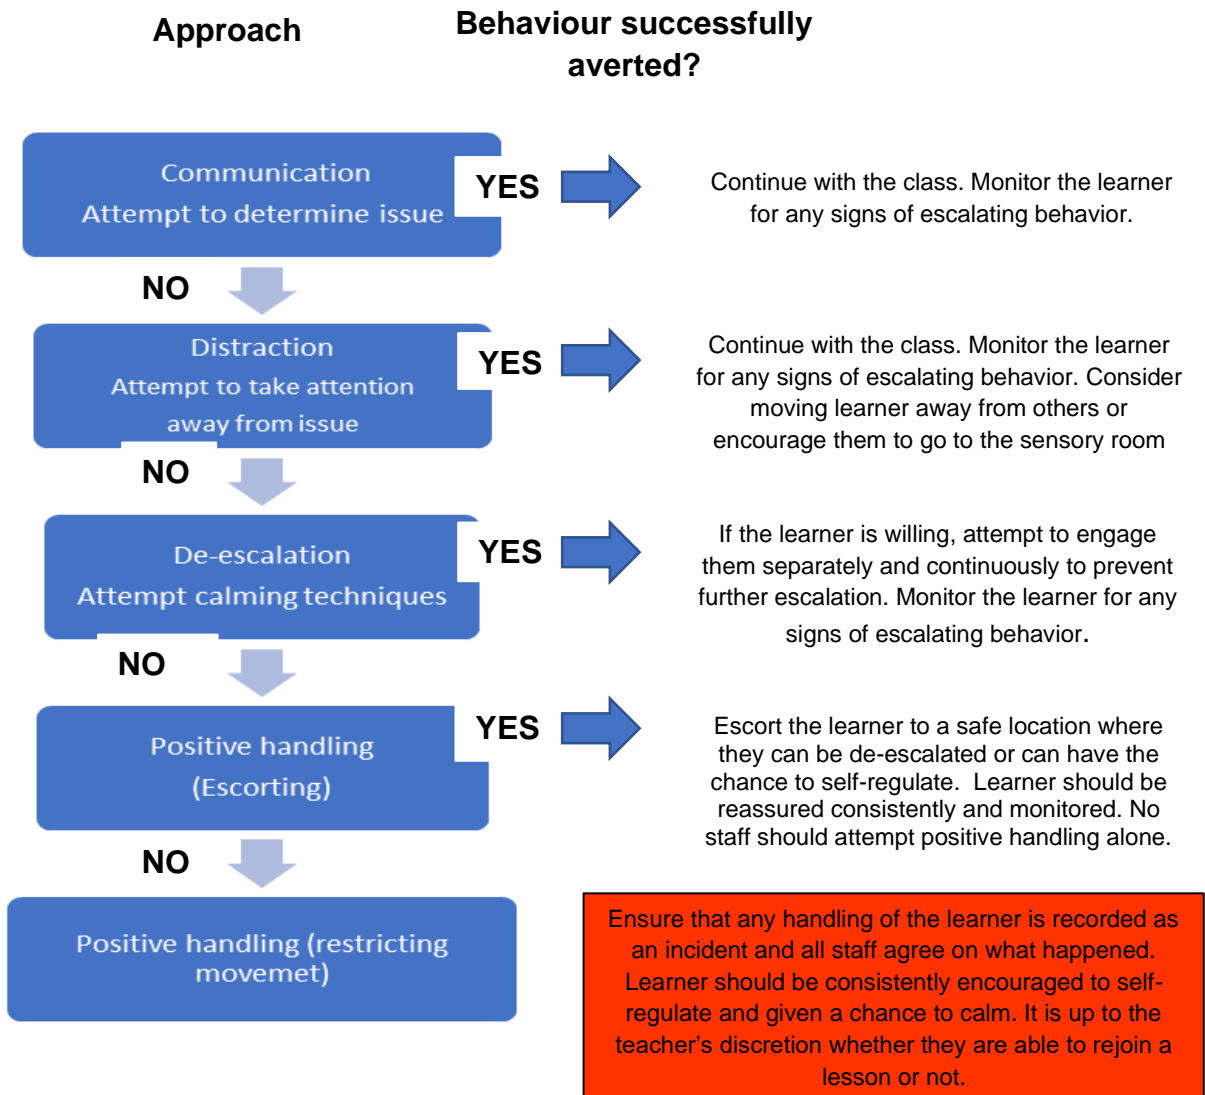 Approach
Behaviour successfully
averted?
Communication
Attempt to determine issue
YES
Continue with the class. Monitor the learner
for any signs of escalating behavior.
NO
Distraction
Attempt to take attention
away from issue
YES
Continue with the class. Monitor the learner
for any signs of escalating behavior. Consider
moving learner away from others or
encourage them to go to the sensory room
NO
De-escalation
Attempt calming techniques
YES
If the learner is willing, attempt to engage
them separately and continuously to prevent
further escalation. Monitor the learner for any
signs of escalating behavior.
NO
Positive handling
(Escorting)
YES
Escort the learner to a safe location where
they can be de-escalated or can have the
chance to self-regulate. Learner should be
reassured consistently and monitored. No
staff should attempt positive handling alone.
NO
Positive handling (restricting
movemet)
Ensure that any handling of the learner is recorded as
an incident and all staff agree on what happened.
Learner should be consistently encouraged to self-
regulate and given a chance to calm. It is up to the
teacher's discretion whether they are able to rejoin a
lesson or not.